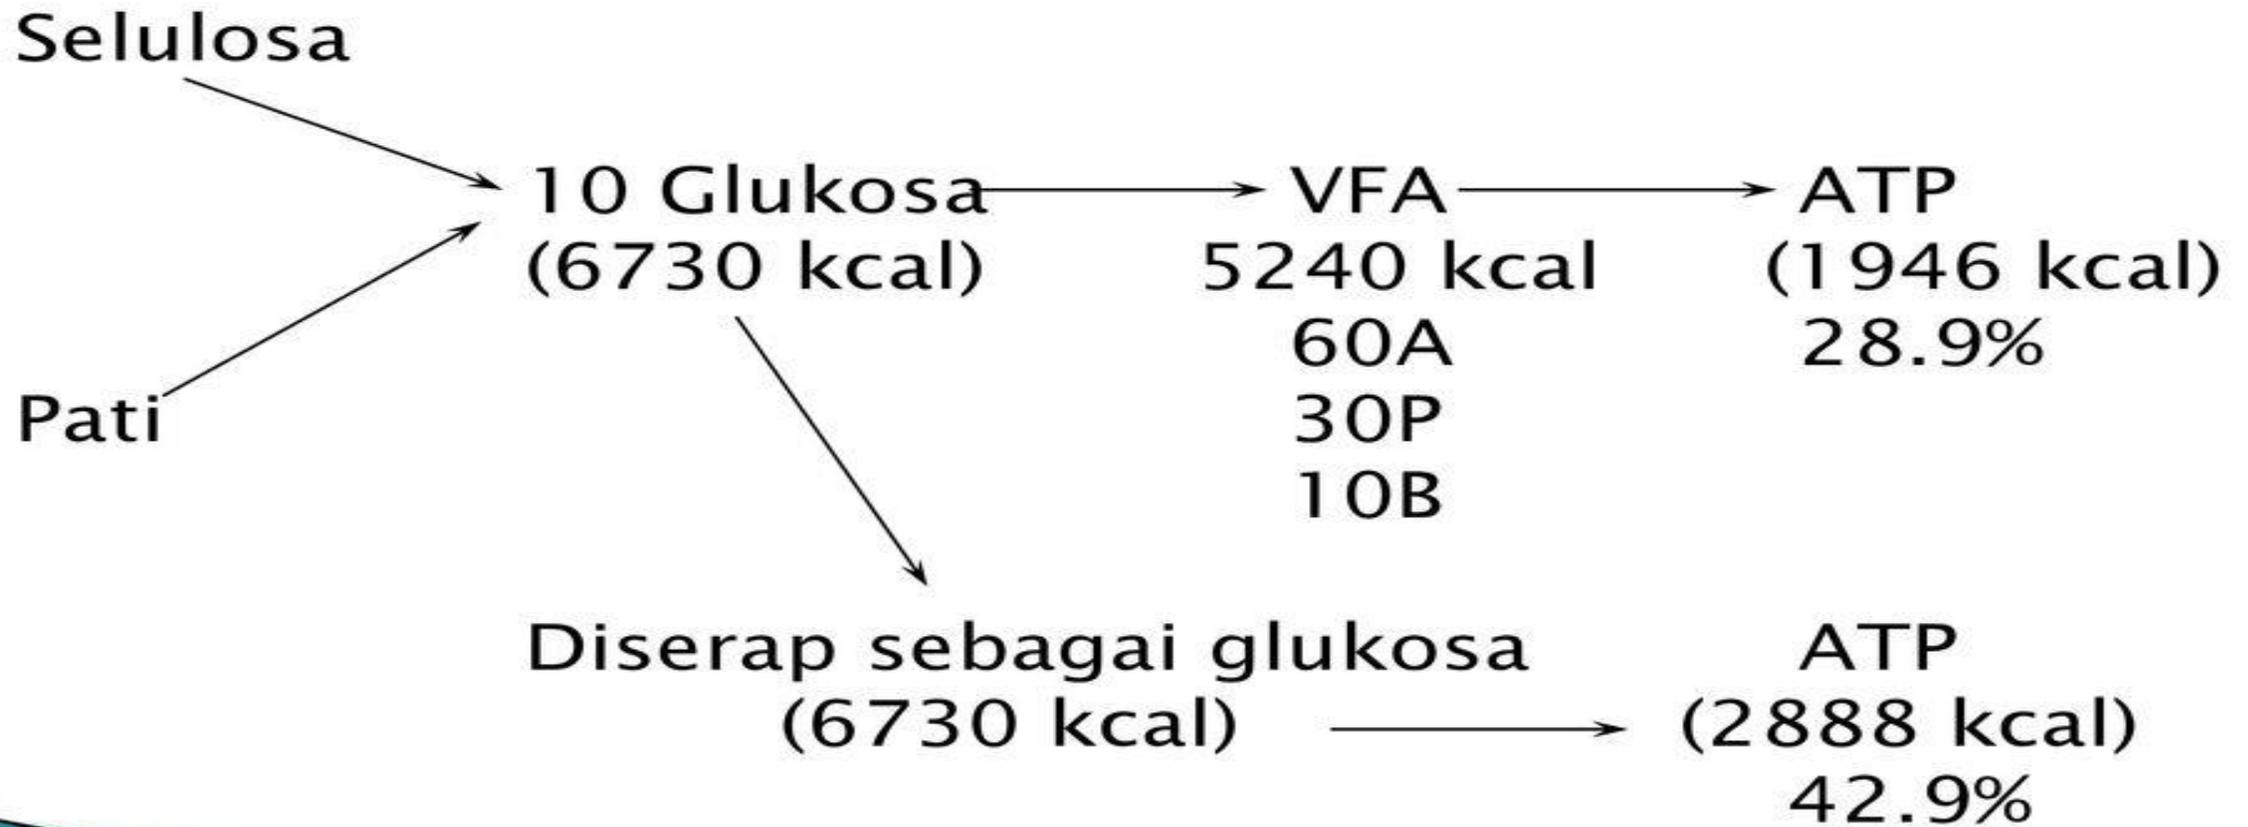 Selulosa
10 Glukosa VFA ATP
(6730 kcal) 5240 kcal (1946 kcal)
60A 28.9%
Pati 30P
10B
Diserap sebagai glukosa ATP
(6730 kcal) (2888 kcal)
42.9%